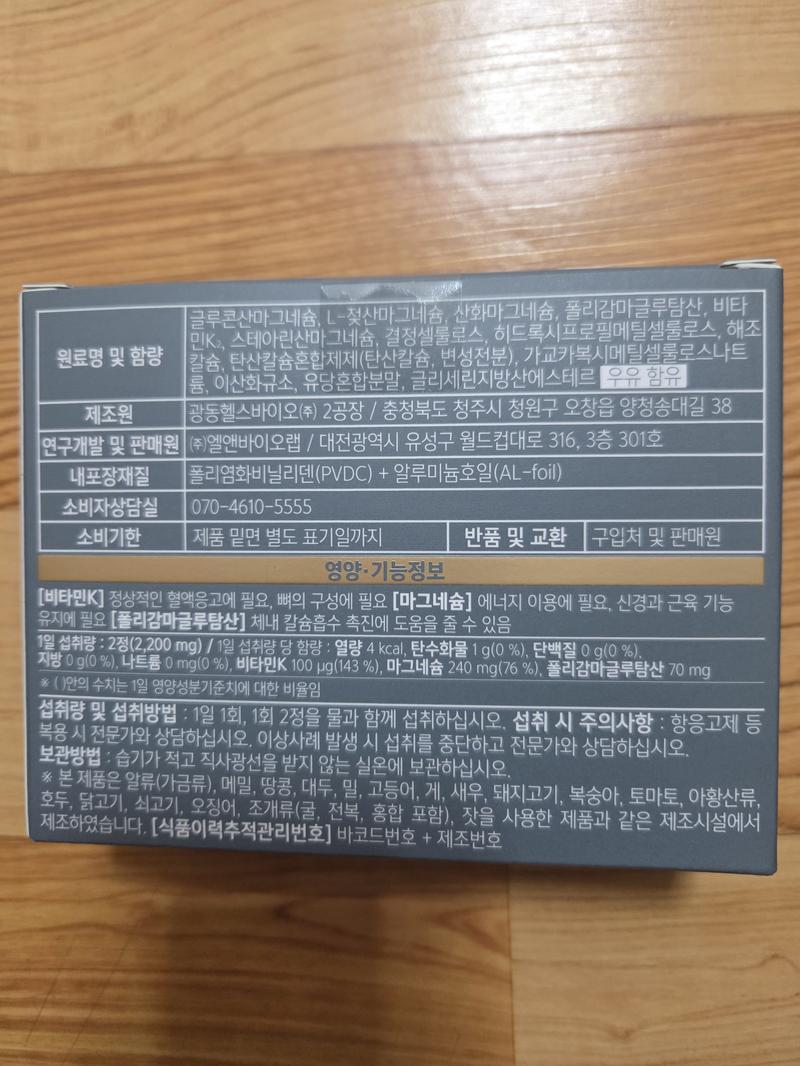 원료명 및 함량
글루콘산마그네슘, L-젖산마그네슘, 산화마그네슘, 폴리감마글루탐산, 비타
민K₂, 스테아린산마그네슘, 결정셀룰로스, 히드록시프로필메틸셀룰로스, 해조
칼슘, 탄산칼슘혼합제제(탄산칼슘, 변성전분), 가교카복시메틸셀룰로스나트
륨, 이산화규소, 유당혼합분말, 글리세린지방산에스테르 우유 함유
제조원 광동헬스바이오㈜ 2공장 / 충청북도 청주시 청원구 오창읍 양청송대길 38
연구개발 및 판매원 ㈜엘앤바이오랩 / 대전광역시 유성구 월드컵대로 316, 3층 301호
내포장재질 폴리염화비닐리덴(PVDC) + 알루미늄호일(AL-foil)
소비자상담실 070-4610-5555
소비기한 제품 밑면 별도 표기일까지 반품 및 교환 구입처 및 판매원
영양·기능정보
[비타민K] 정상적인 혈액응고에 필요, 뼈의 구성에 필요 [마그네슘] 에너지 이용에 필요, 신경과 근육 기능
유지에 필요 [폴리감마글루탐산] 체내 칼슘흡수 촉진에 도움을 줄 수 있음
1일 섭취량 : 2정(2,200 mg) / 1일 섭취량 당 함량 : 열량 4 kcal, 탄수화물 1 g(0 %), 단백질 0 g(0 %),
지방 0 g(0 %), 나트륨 0 mg(0 %), 비타민K 100 μg(143 %), 마그네슘 240 mg(76 %), 폴리감마글루탐산 70 mg
※ ( )안의 수치는 1일 영양성분기준치에 대한 비율임
섭취량 및 섭취방법 : 1일 1회, 1회 2정을 물과 함께 섭취하십시오. 섭취 시 주의사항 : 항응고제 등
복용 시 전문가와 상담하십시오. 이상사례 발생 시 섭취를 중단하고 전문가와 상담하십시오.
보관방법 : 습기가 적고 직사광선을 받지 않는 실온에 보관하십시오.
※ 본 제품은 알류(가금류), 메밀, 땅콩, 대두, 밀, 고등어, 게, 새우, 돼지고기, 복숭아, 토마토, 아황산류,
호두, 닭고기, 쇠고기, 오징어, 조개류(굴, 전복, 홍합 포함), 잣을 사용한 제품과 같은 제조시설에서
제조하였습니다. [식품이력추적관리번호] 바코드번호 + 제조번호